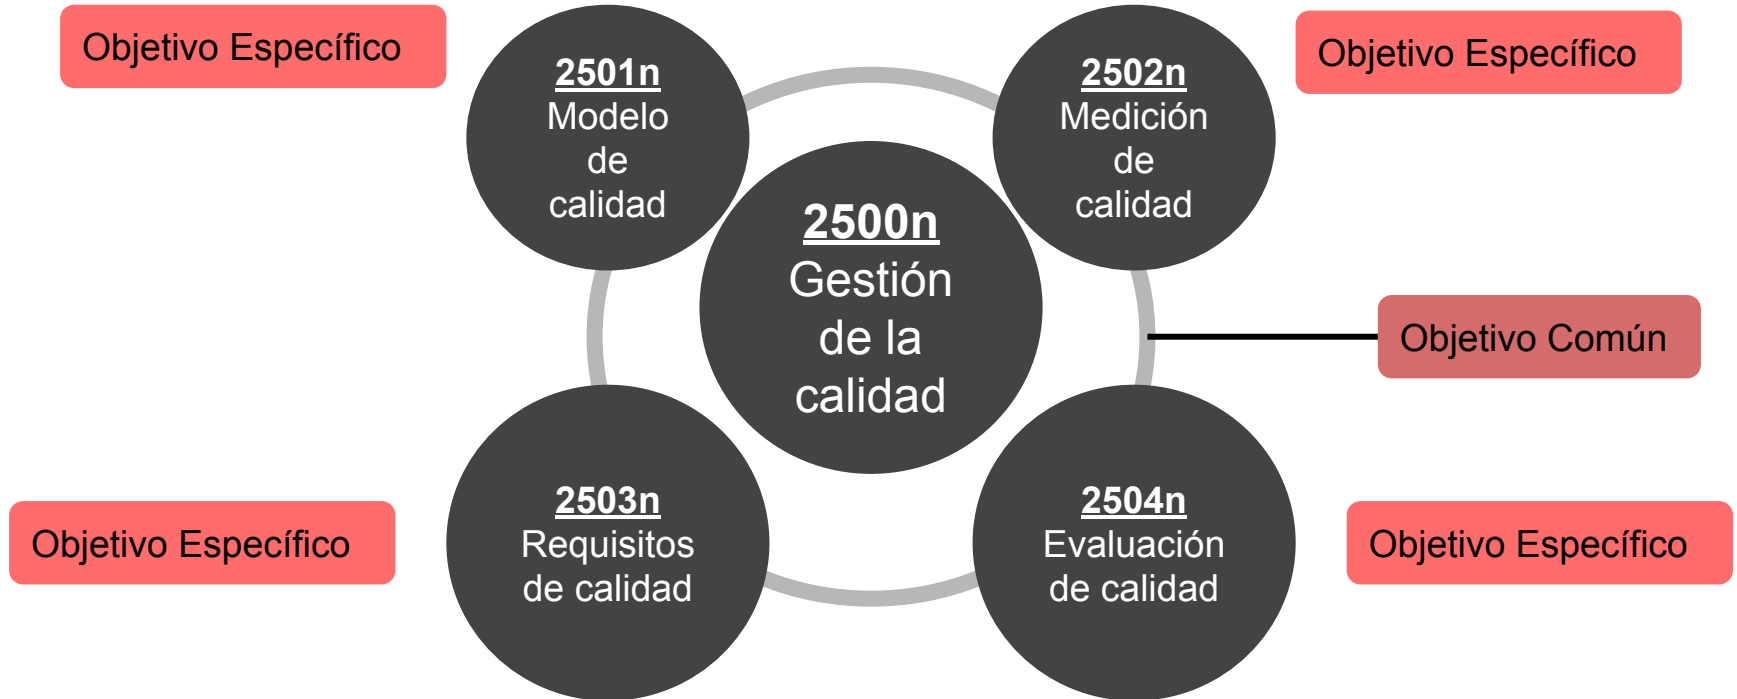 Objetivo Específico
2501n
Modelo
de
calidad
2502n
Medición
de
calidad
Objetivo Específico
2500n
Gestión
de la
calidad
Objetivo Común
Objetivo Específico
2503n
Requisitos
de calidad
2504n
Evaluación
de calidad
Objetivo Específico